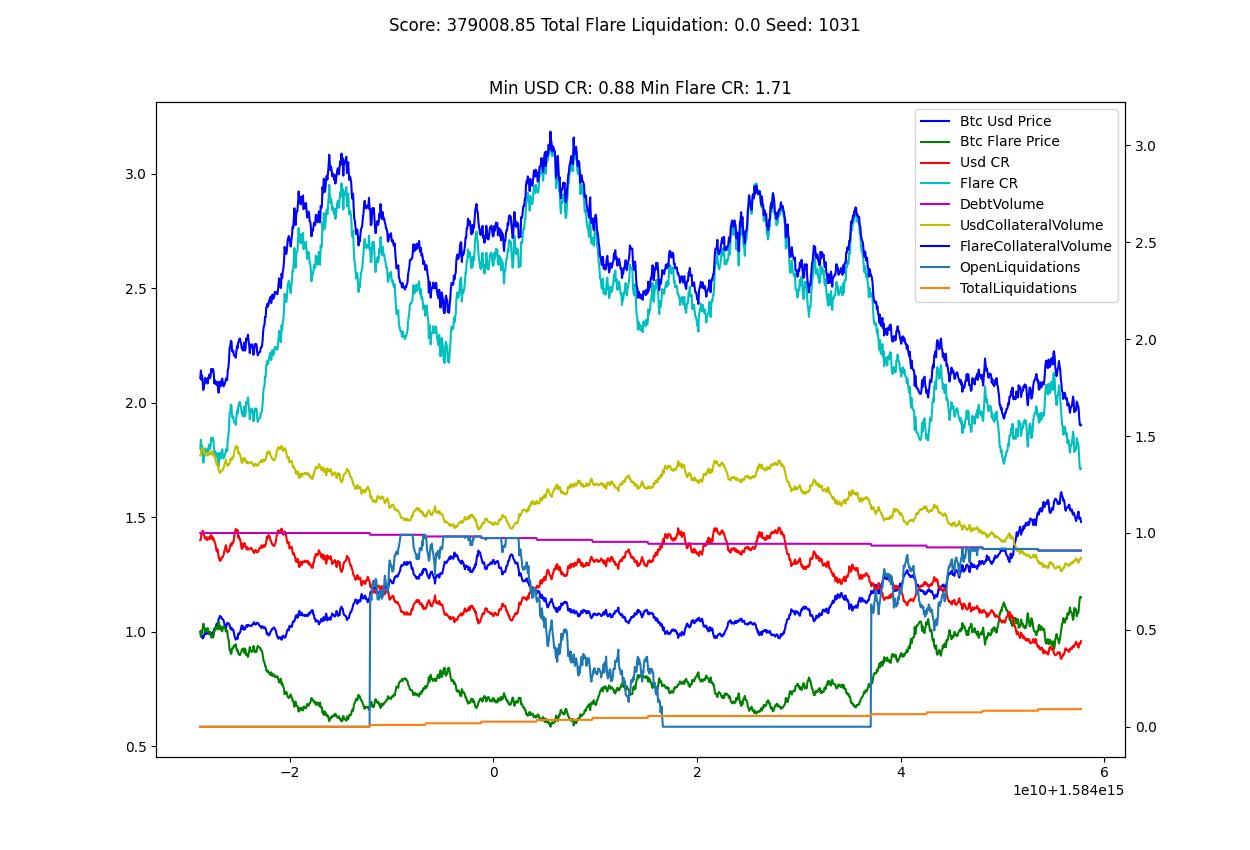 Score: 379008.85 Total Flare Liquidation: 0.0 Seed: 1031
Min USD CR: 0.88 Min Flare CR: 1.71
Btc Usd Price
Btc Flare Price
Usd CR
Flare CR
DebtVolume
UsdCollateralVolume
FlareCollateralVolume
OpenLiquidations
TotalLiquidations
3.0
2.5
2.0
1.5
1.0
0.5
3.0
2.5
2.0
1.5
1.0
0.5
0.0
−2
0
2
4
6
1e10+1.584e15